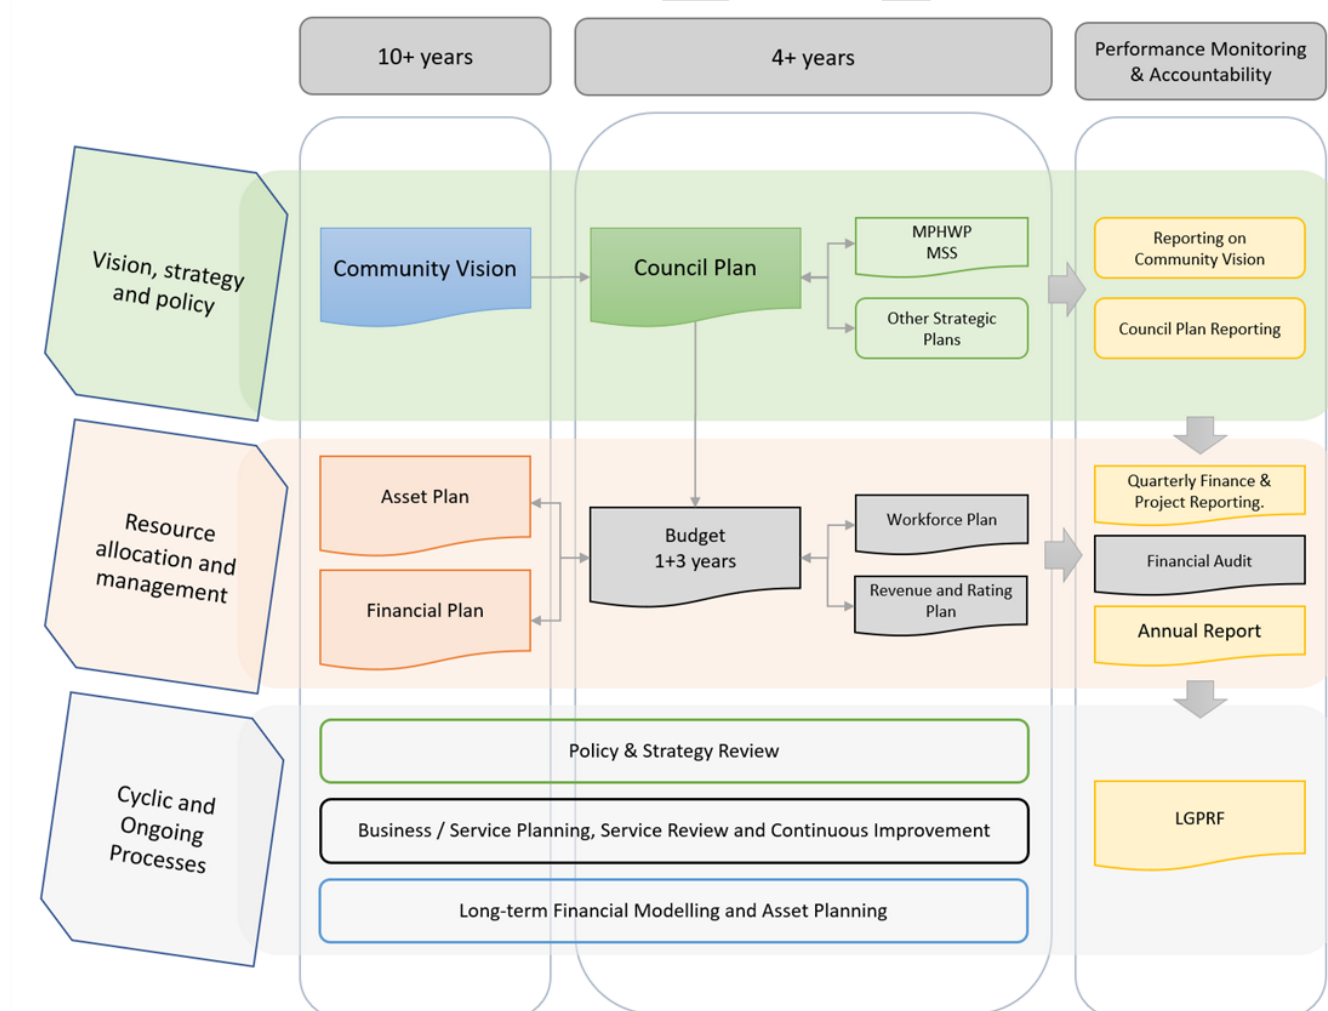 10+ years
4+ years
Performance Monitoring
& Accountability
Vision, strategy
and policy
Community Vision
Council Plan
MPHWP
MSS
Other Strategic
Plans
Reporting on
Community Vision
Council Plan Reporting
Resource
allocation and
management
Asset Plan
Financial Plan
Budget
1+3 years
Workforce Plan
Revenue and Rating
Plan
Quarterly Finance &
Project Reporting.
Financial Audit
Annual Report
Cyclic and
Ongoing
Processes
Policy & Strategy Review
Business / Service Planning, Service Review and Continuous Improvement
Long-term Financial Modelling and Asset Planning
LGPRF